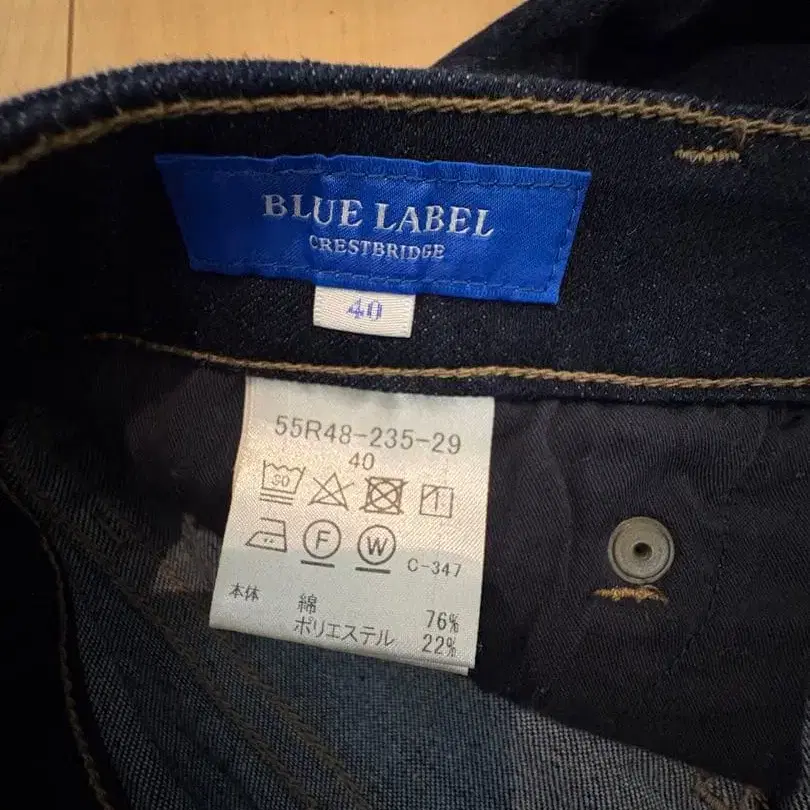 BLUE LABEL
CRESTBRIDGE
40
55R48-235-29
40
30
F W C-347
本体 綿 76%
ポリエステル 22%